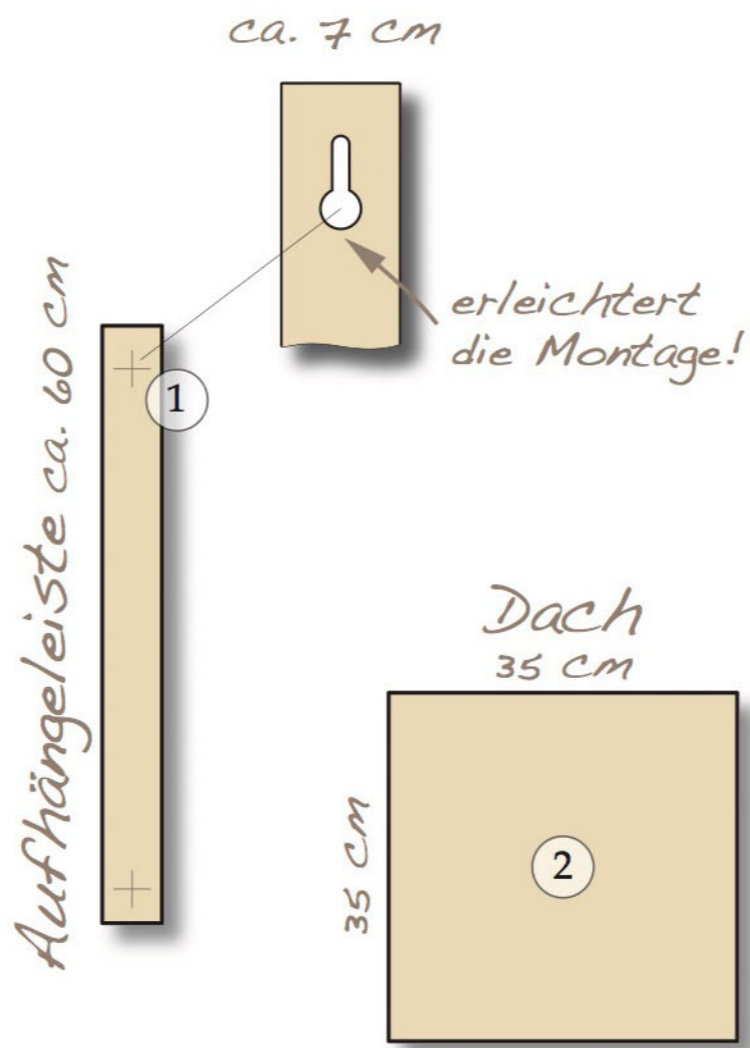 ca. 7 cm
erleichtert
die Montage!
Aufhängeleiste ca. 60 cm
1
Dach
35 cm
35 cm
2